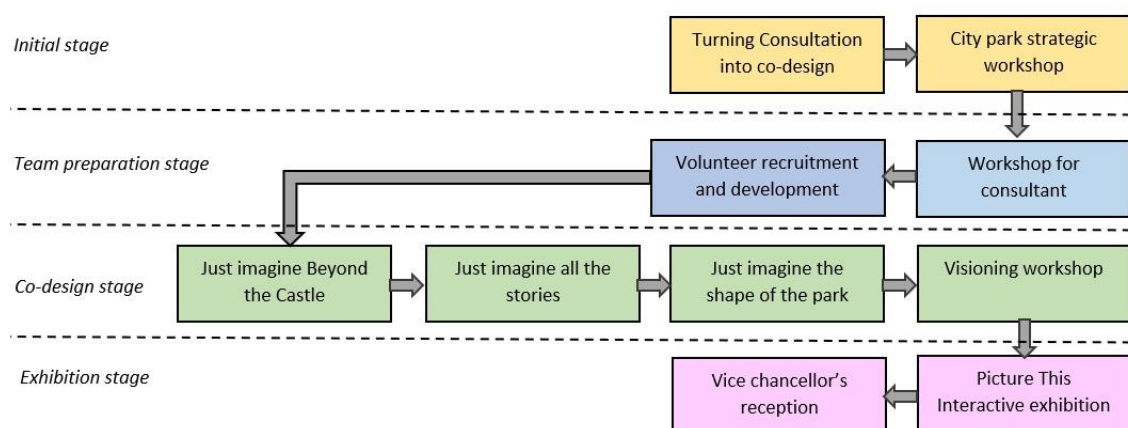 Initial stage
Turning Consultation
into co-design
City park strategic
workshop
Team preparation stage
Volunteer recruitment
and development
Workshop for
consultant
Co-design stage
Just imagine Beyond
the Castle
Just imagine all the
stories
Just imagine the
shape of the park
Visioning workshop
Exhibition stage
Vice chancellor’s
reception
Picture This
Interactive exhibition